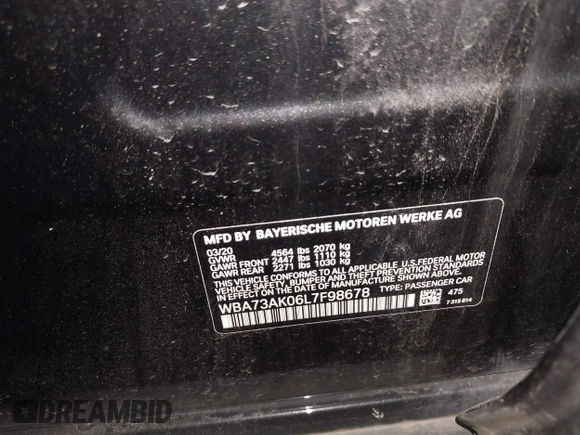 MFD BY BAYERISCHE MOTOREN WERKE AG
03/20
GVWR 4564 lbs 2070 kg
GAWR FRONT 2447 lbs 1110 kg
GAWR REAR 2271 lbs 1030 kg
THIS VEHICLE CONFORMS TO ALL APPLICABLE U.S. FEDERAL MOTOR
VEHICLE SAFETY, BUMPER AND THEFT PREVENTION STANDARDS
IN EFFECT ON THE DATE OF MANUFACTURE SHOWN ABOVE.
WBA73AK06L7F98678 TYPE: PASSENGER CAR
475
7 315 814
DREAMBID